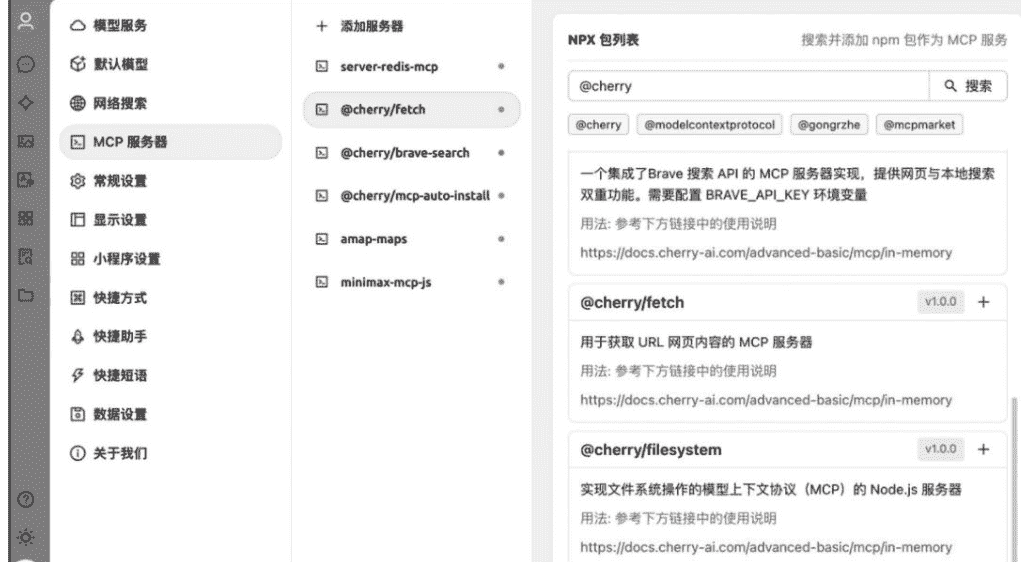 模型服务
默认模型
网络搜索
MCP 服务器
常规设置
显示设置
小程序设置
快捷方式
快捷助手
快捷短语
数据设置
关于我们
添加服务器
server-redis-mcp
@cherry/fetch
@cherry/brave-search
@cherry/mcp-auto-install
amap-maps
minimax-mcp-js
NPX 包列表 搜索并添加 npm 包作为 MCP 服务
@cherry 搜索
@cherry @modelcontextprotocol @gongrzhe @mcpmarket
一个集成了Brave 搜索 API 的 MCP 服务器实现，提供网页与本地搜索
双重功能。需要配置 BRAVE_API_KEY 环境变量
用法: 参考下方链接中的使用说明
https://docs.cherry-ai.com/advanced-basic/mcp/in-memory
@cherry/fetch v1.0.0 +
用于获取 URL 网页内容的 MCP 服务器
用法: 参考下方链接中的使用说明
https://docs.cherry-ai.com/advanced-basic/mcp/in-memory
@cherry/filesystem v1.0.0 +
实现文件系统操作的模型上下文协议（MCP）的 Node.js 服务器
用法: 参考下方链接中的使用说明
https://docs.cherry-ai.com/advanced-basic/mcp/in-memory